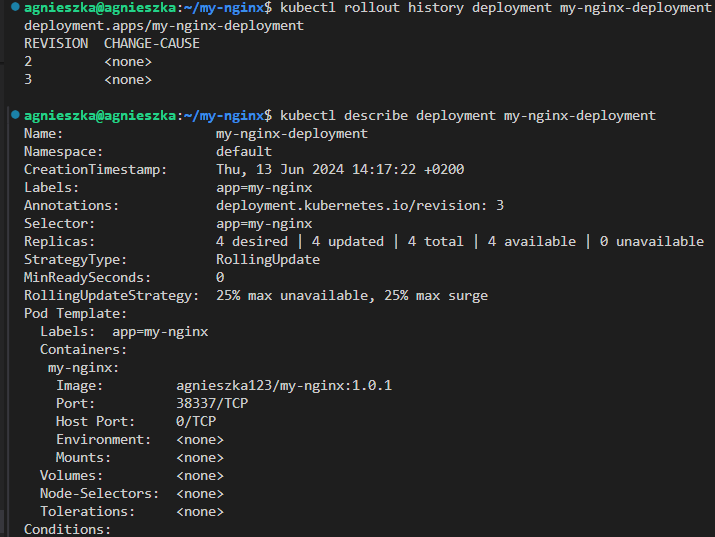 agnieszka@agnieszka:~/my-nginx$ kubectl rollout history deployment my-nginx-deployment
deployment.apps/my-nginx-deployment
REVISION  CHANGE-CAUSE
2         <none>
3         <none>
agnieszka@agnieszka:~/my-nginx$ kubectl describe deployment my-nginx-deployment
Name:                   my-nginx-deployment
Namespace:              default
CreationTimestamp:      Thu, 13 Jun 2024 14:17:22 +0200
Labels:                 app=my-nginx
Annotations:            deployment.kubernetes.io/revision: 3
Selector:               app=my-nginx
Replicas:               4 desired | 4 updated | 4 total | 4 available | 0 unavailable
StrategyType:           RollingUpdate
MinReadySeconds:        0
RollingUpdateStrategy:  25% max unavailable, 25% max surge
Pod Template:
  Labels:  app=my-nginx
  Containers:
   my-nginx:
    Image:         agnieszka123/my-nginx:1.0.1
    Port:          38337/TCP
    Host Port:     0/TCP
    Environment:   <none>
    Mounts:        <none>
  Volumes:         <none>
  Node-Selectors:  <none>
  Tolerations:     <none>
Conditions: